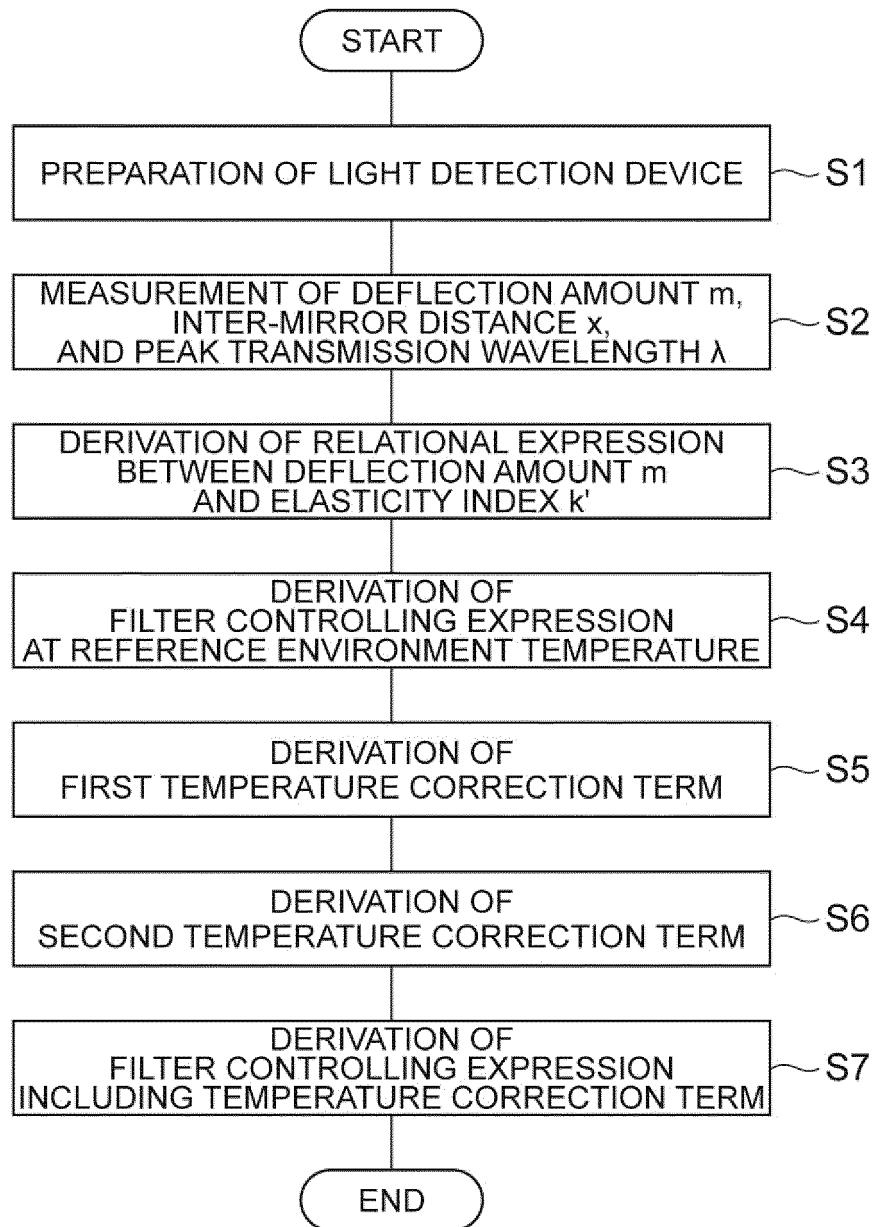 START
PREPARATION OF LIGHT DETECTION DEVICE
S1
MEASUREMENT OF DEFLECTION AMOUNT m,
INTER-MIRROR DISTANCE x,
AND PEAK TRANSMISSION WAVELENGTH λ
S2
DERIVATION OF RELATIONAL EXPRESSION
BETWEEN DEFLECTION AMOUNT m
AND ELASTICITY INDEX k'
S3
DERIVATION OF
FILTER CONTROLLING EXPRESSION
AT REFERENCE ENVIRONMENT TEMPERATURE
S4
DERIVATION OF
FIRST TEMPERATURE CORRECTION TERM
S5
DERIVATION OF
SECOND TEMPERATURE CORRECTION TERM
S6
DERIVATION OF
FILTER CONTROLLING EXPRESSION
INCLUDING TEMPERATURE CORRECTION TERM
S7
END